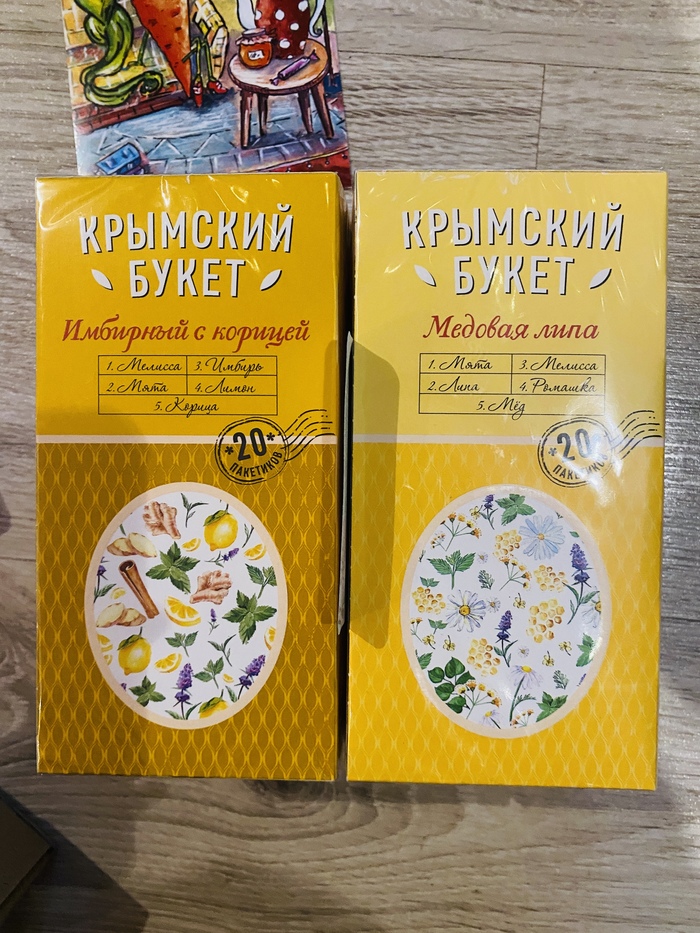 КРЫМСКИЙ
БУКЕТ
Имбирный с корицей
1. Мелисса 3. Имбирь
2. Мята 4. Лимон
5. Корица
*20*
ПАКЕТИКОВ
КРЫМСКИЙ
БУКЕТ
Медовая липа
1. Мята 3. Мелисса
2. Липа 4. Ромашка
5. Мёд
*20*
ПАКЕТИКОВ